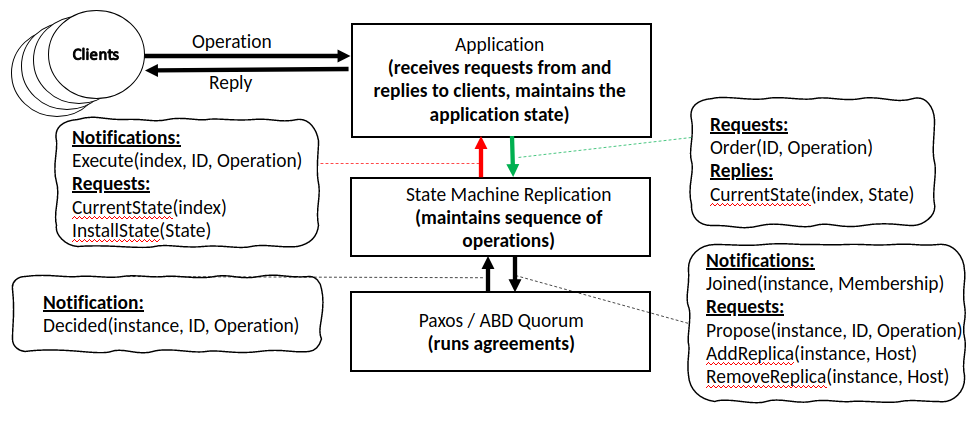 Clients
Operation
Reply
Application
(receives requests from and
replies to clients, maintains the
application state)
Notifications:
Execute(index, ID, Operation)
Requests:
CurrentState(index)
InstallState(State)
Requests:
Order(ID, Operation)
Replies:
CurrentState(index, State)
State Machine Replication
(maintains sequence of
operations)
Notification:
Decided(instance, ID, Operation)
Paxos / ABD Quorum
(runs agreements)
Notifications:
Joined(instance, Membership)
Requests:
Propose(instance, ID, Operation)
AddReplica(instance, Host)
RemoveReplica(instance, Host)